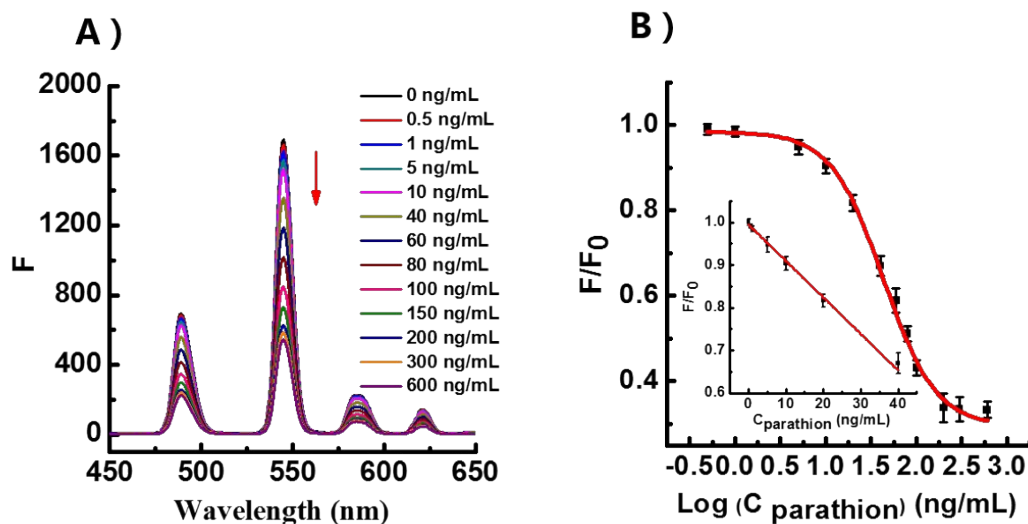 A )
F
2000
1600
1200
800
400
0
450 500 550 600 650
Wavelength (nm)
0 ng/mL
0.5 ng/mL
1 ng/mL
5 ng/mL
10 ng/mL
40 ng/mL
60 ng/mL
80 ng/mL
100 ng/mL
150 ng/mL
200 ng/mL
300 ng/mL
600 ng/mL
B )
F/F0
1.0
0.8
0.6
0.4
-0.5 0.0 0.5 1.0 1.5 2.0 2.5 3.0
Log (C parathion) (ng/mL)
F/F0
1.0
0.9
0.8
0.7
0.6
0 10 20 30 40
Cparathion (ng/mL)